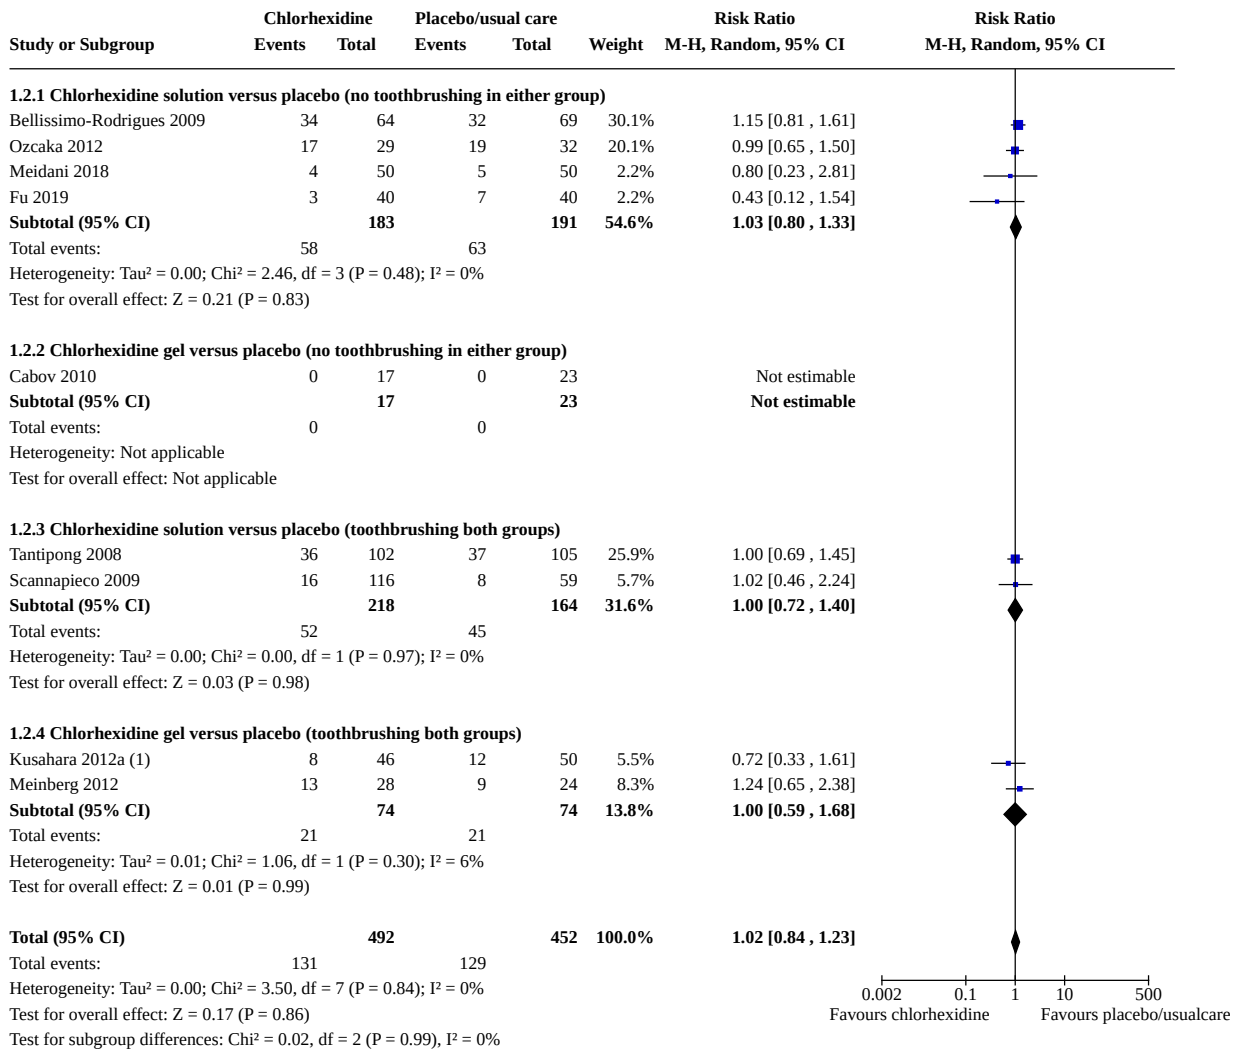 Chlorhexidine Placebo/usual care Risk Ratio Risk Ratio
Study or Subgroup Events Total Events Total Weight M-H, Random, 95% CI M-H, Random, 95% CI
1.2.1 Chlorhexidine solution versus placebo (no toothbrushing in either group)
Bellissimo-Rodrigues 2009 34 64 32 69 30.1% 1.15 [0.81 , 1.61]
Ozcaka 2012 17 29 19 32 20.1% 0.99 [0.65 , 1.50]
Meidani 2018 4 50 5 50 2.2% 0.80 [0.23 , 2.81]
Fu 2019 3 40 7 40 2.2% 0.43 [0.12 , 1.54]
Subtotal (95% CI) 183 191 54.6% 1.03 [0.80 , 1.33]
Total events: 58 63
Heterogeneity: Tau² = 0.00; Chi² = 2.46, df = 3 (P = 0.48); I² = 0%
Test for overall effect: Z = 0.21 (P = 0.83)
1.2.2 Chlorhexidine gel versus placebo (no toothbrushing in either group)
Cabov 2010 0 17 0 23 Not estimable
Subtotal (95% CI) 17 23 Not estimable
Total events: 0 0
Heterogeneity: Not applicable
Test for overall effect: Not applicable
1.2.3 Chlorhexidine solution versus placebo (toothbrushing both groups)
Tantipong 2008 36 102 37 105 25.9% 1.00 [0.69 , 1.45]
Scannapieco 2009 16 116 8 59 5.7% 1.02 [0.46 , 2.24]
Subtotal (95% CI) 218 164 31.6% 1.00 [0.72 , 1.40]
Total events: 52 45
Heterogeneity: Tau² = 0.00; Chi² = 0.00, df = 1 (P = 0.97); I² = 0%
Test for overall effect: Z = 0.03 (P = 0.98)
1.2.4 Chlorhexidine gel versus placebo (toothbrushing both groups)
Kusahara 2012a (1) 8 46 12 50 5.5% 0.72 [0.33 , 1.61]
Meinberg 2012 13 28 9 24 8.3% 1.24 [0.65 , 2.38]
Subtotal (95% CI) 74 74 13.8% 1.00 [0.59 , 1.68]
Total events: 21 21
Heterogeneity: Tau² = 0.01; Chi² = 1.06, df = 1 (P = 0.30); I² = 6%
Test for overall effect: Z = 0.01 (P = 0.99)
Total (95% CI) 492 452 100.0% 1.02 [0.84 , 1.23]
Total events: 131 129
Heterogeneity: Tau² = 0.00; Chi² = 3.50, df = 7 (P = 0.84); I² = 0%
0.002 0.1 1 10 500
Test for overall effect: Z = 0.17 (P = 0.86)
Favours chlorhexidine Favours placebo/usualcare
Test for subgroup differences: Chi² = 0.02, df = 2 (P = 0.99), I² = 0%